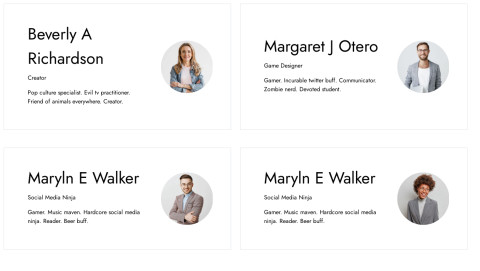 Beverly A
Richardson
Creator
Pop culture specialist. Evil tv practitioner.
Friend of animals everywhere. Creator.
Margaret J Otero
Game Designer
Gamer. Incurable twitter buff. Communicator.
Zombie nerd. Devoted student.
Maryln E Walker
Social Media Ninja
Gamer. Music maven. Hardcore social media
ninja. Reader. Beer buff.
Maryln E Walker
Social Media Ninja
Gamer. Music maven. Hardcore social media
ninja. Reader. Beer buff.